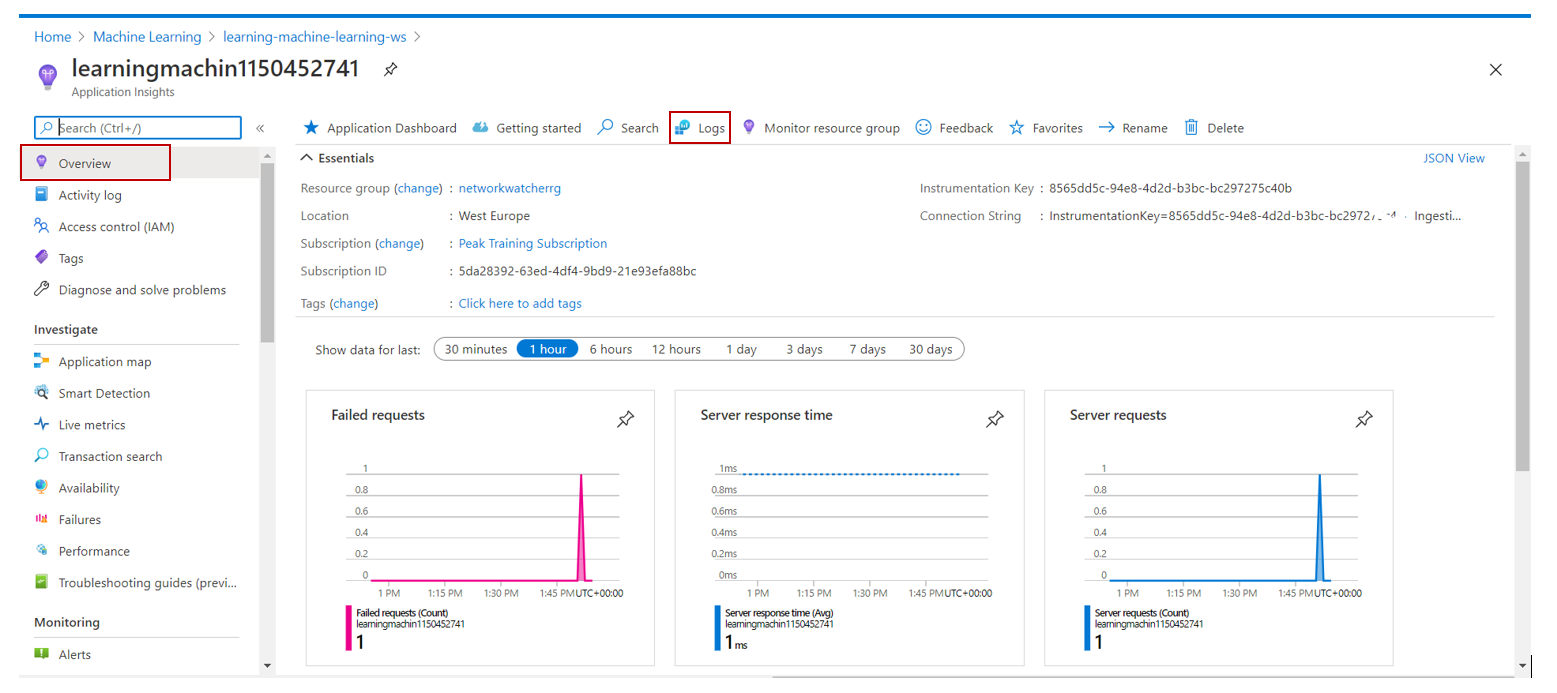 Home > Machine Learning > learning-machine-learning-ws >
learningmachin1150452741
Application Insights
Search (Ctrl+/)
«
Overview
Activity log
Access control (IAM)
Tags
Diagnose and solve problems
Investigate
Application map
Smart Detection
Live metrics
Transaction search
Availability
Failures
Performance
Troubleshooting guides (previ...
Monitoring
Alerts
Application Dashboard Getting started Search Logs Monitor resource group Feedback Favorites Rename Delete
Essentials JSON View
Resource group (change) : networkwatcherrg
Location : West Europe
Subscription (change) : Peak Training Subscription
Subscription ID : 5da28392-63ed-4df4-9bd9-21e93efa88bc
Tags (change) : Click here to add tags
Instrumentation Key : 8565dd5c-94e8-4d2d-b3bc-bc297275c40b
Connection String : InstrumentationKey=8565dd5c-94e8-4d2d-b3bc-bc2972 Ingesti...
Show data for last: 30 minutes 1 hour 6 hours 12 hours 1 day 3 days 7 days 30 days
Failed requests
1
0.8
0.6
0.4
0.2
0
1 PM 1:15 PM 1:30 PM 1:45 PM UTC+00:00
Failed requests (Count)
learningmachin1150452741
1
Server response time
1ms
0.8ms
0.6ms
0.4ms
0.2ms
0ms
1 PM 1:15 PM 1:30 PM 1:45 PM UTC+00:00
Server response time (Avg)
learningmachin1150452741
1 ms
Server requests
1
0.8
0.6
0.4
0.2
0
1 PM 1:15 PM 1:30 PM 1:45 PM UTC+00:00
Server requests (Count)
learningmachin1150452741
1